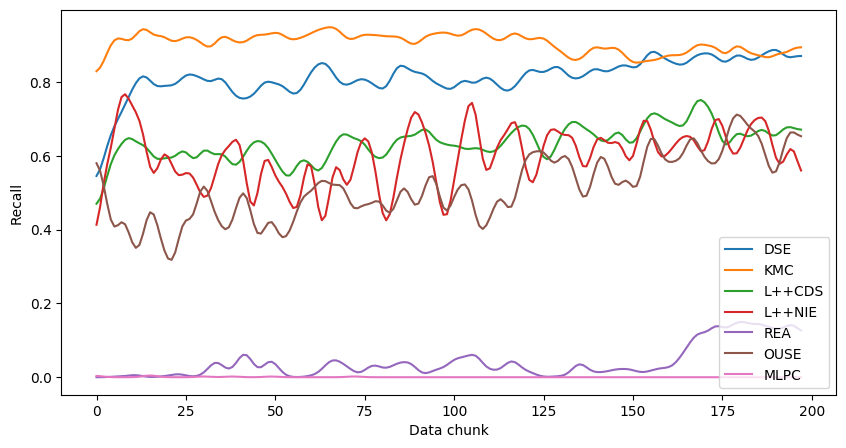 Recall
0.8
0.6
0.4
0.2
0.0
0
25
50
75
100
125
150
175
200
Data chunk
DSE
KMC
L++CDS
L++NIE
REA
OUSE
MLPC